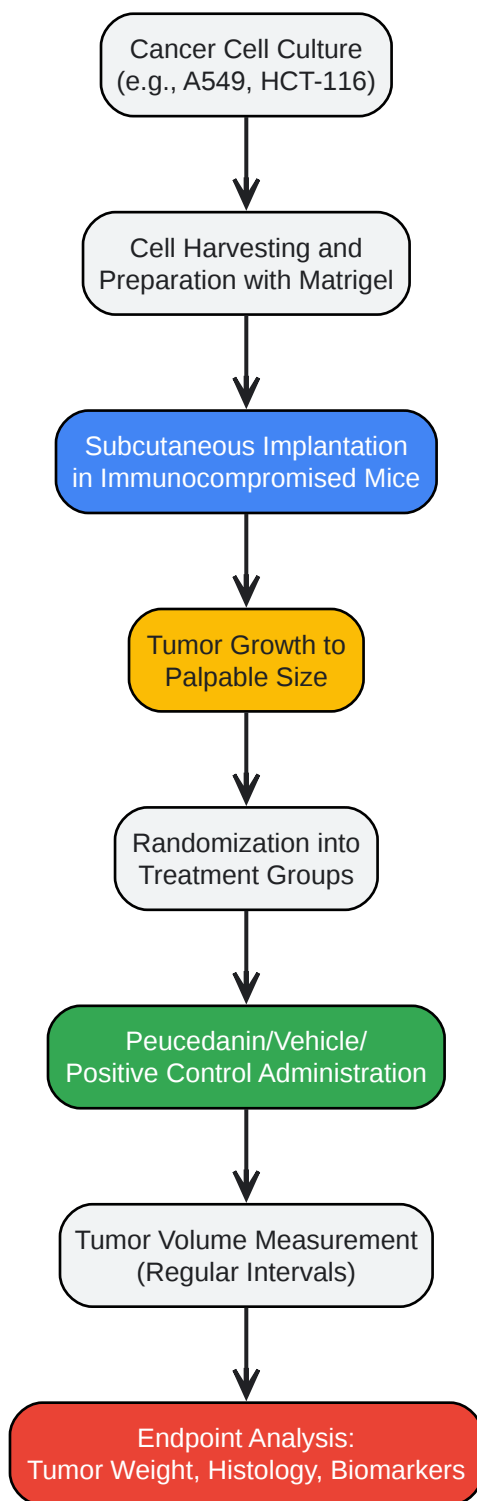 Cancer Cell Culture
(e.g., A549, HCT-116)
Cell Harvesting and
Preparation with Matrigel
Subcutaneous Implantation
in Immunocompromised Mice
Tumor Growth to
Palpable Size
Randomization into
Treatment Groups
Peucedanin/Vehicle/
Positive Control Administration
Tumor Volume Measurement
(Regular Intervals)
Endpoint Analysis:
Tumor Weight, Histology, Biomarkers